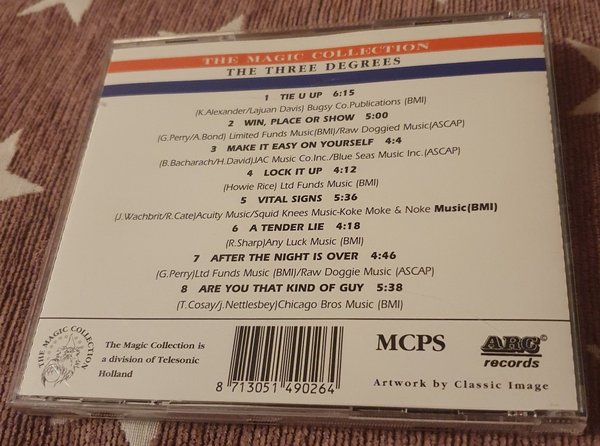 THE MAGIC COLLECTION
THE THREE DEGREES
1 TIE U UP 6:15
(K.Alexander/Lajuan Davis) Bugsy Co.Publications (BMI)
2 WIN, PLACE OR SHOW 5:00
(G.Perry/A.Bond) Limited Funds Music(BMI)/Raw Doggied Music(ASCAP)
3 MAKE IT EASY ON YOURSELF 4:4
(B.Bacharach/H.David)JAC Music Co.Inc./Blue Seas Music Inc.(ASCAP)
4 LOCK IT UP 4:12
(Howie Rice) Ltd Funds Music (BMI)
5 VITAL SIGNS 5:36
(J.Wachbrit/R.Cate)Acuity Music/Squid Knees Music-Koke Moke & Noke Music(BMI)
6 A TENDER LIE 4:18
(R.Sharp)Any Luck Music (BMI)
7 AFTER THE NIGHT IS OVER 4:46
(G.Perry)Ltd Funds Music (BMI)/Raw Doggie Music (ASCAP)
8 ARE YOU THAT KIND OF GUY 5:38
(T.Cosay/J.Nettlesbey)Chicago Bros Music (BMI)
THE MAGIC COLLECTION
The Magic Collection is
a division of Telesonic
Holland
8 713051 490264
MCPS
ARC©
records
Artwork by Classic Image